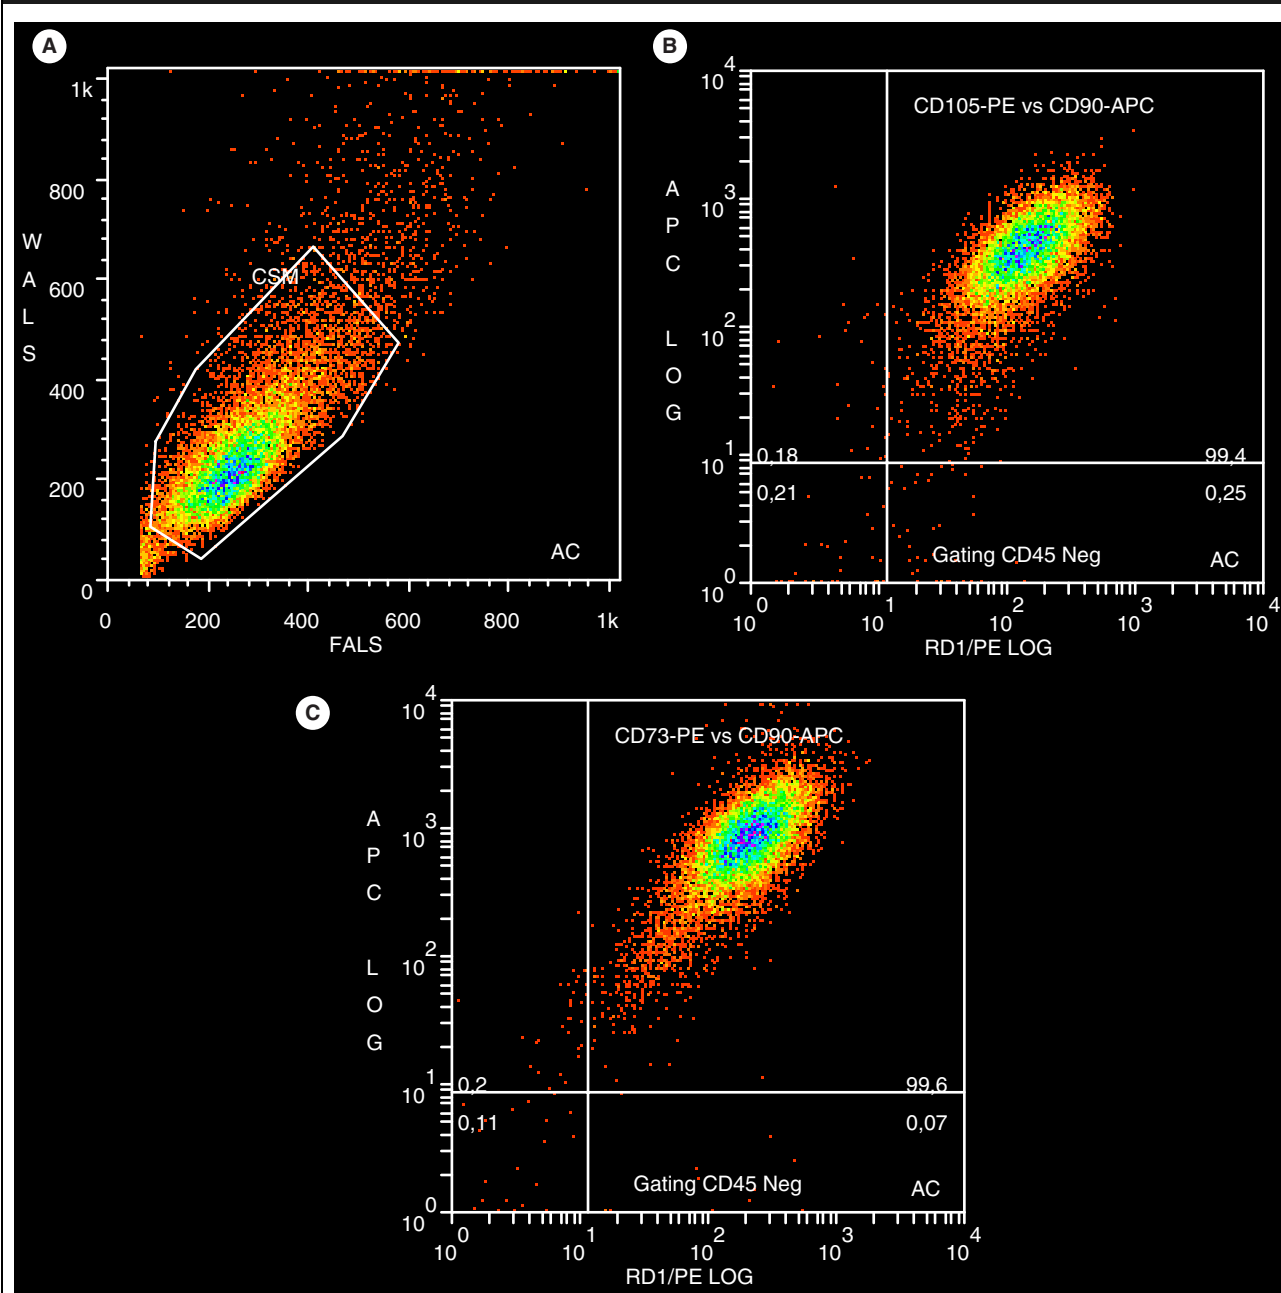 A
1k
800
600
400
200
0
WALS
CSM
AC
0 200 400 600 800 1k
FALS
B
10^4
10^3
10^2
10^1
10^0
APC LOG
CD105-PE vs CD90-APC
0,18 99,4
0,21 0,25
Gating CD45 Neg AC
10^0 10^1 10^2 10^3 10^4
RD1/PE LOG
C
10^4
10^3
10^2
10^1
10^0
APC LOG
CD73-PE vs CD90-APC
0,2 99,6
0,11 0,07
Gating CD45 Neg AC
10^0 10^1 10^2 10^3 10^4
RD1/PE LOG